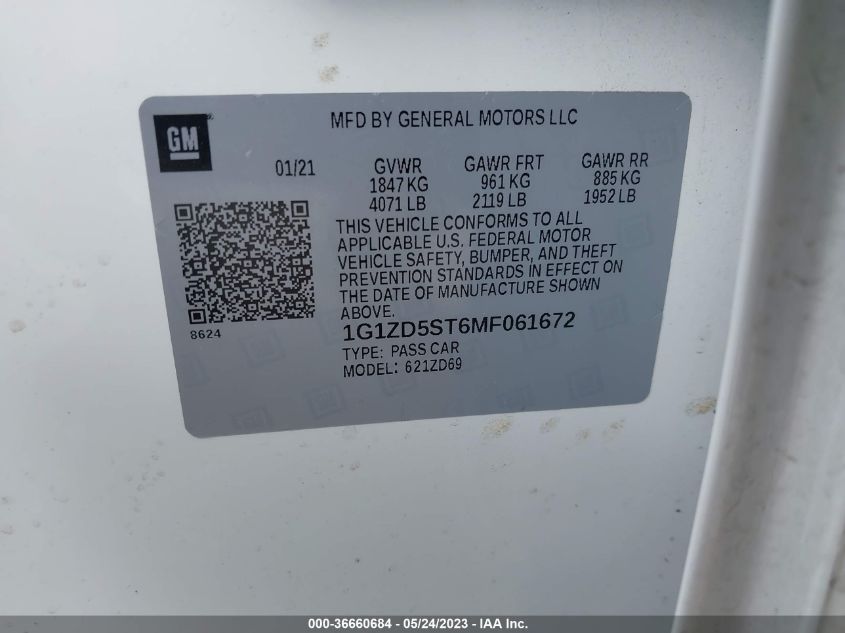 GM
MFD BY GENERAL MOTORS LLC
01/21
GVWR
1847 KG
4071 LB
GAWR FRT
961 KG
2119 LB
GAWR RR
885 KG
1952 LB
THIS VEHICLE CONFORMS TO ALL
APPLICABLE U.S. FEDERAL MOTOR
VEHICLE SAFETY, BUMPER, AND THEFT
PREVENTION STANDARDS IN EFFECT ON
THE DATE OF MANUFACTURE SHOWN
ABOVE.
8624
1G1ZD5ST6MF061672
TYPE: PASS CAR
MODEL: 621ZD69
000-36660684 - 05/24/2023 - IAA Inc.